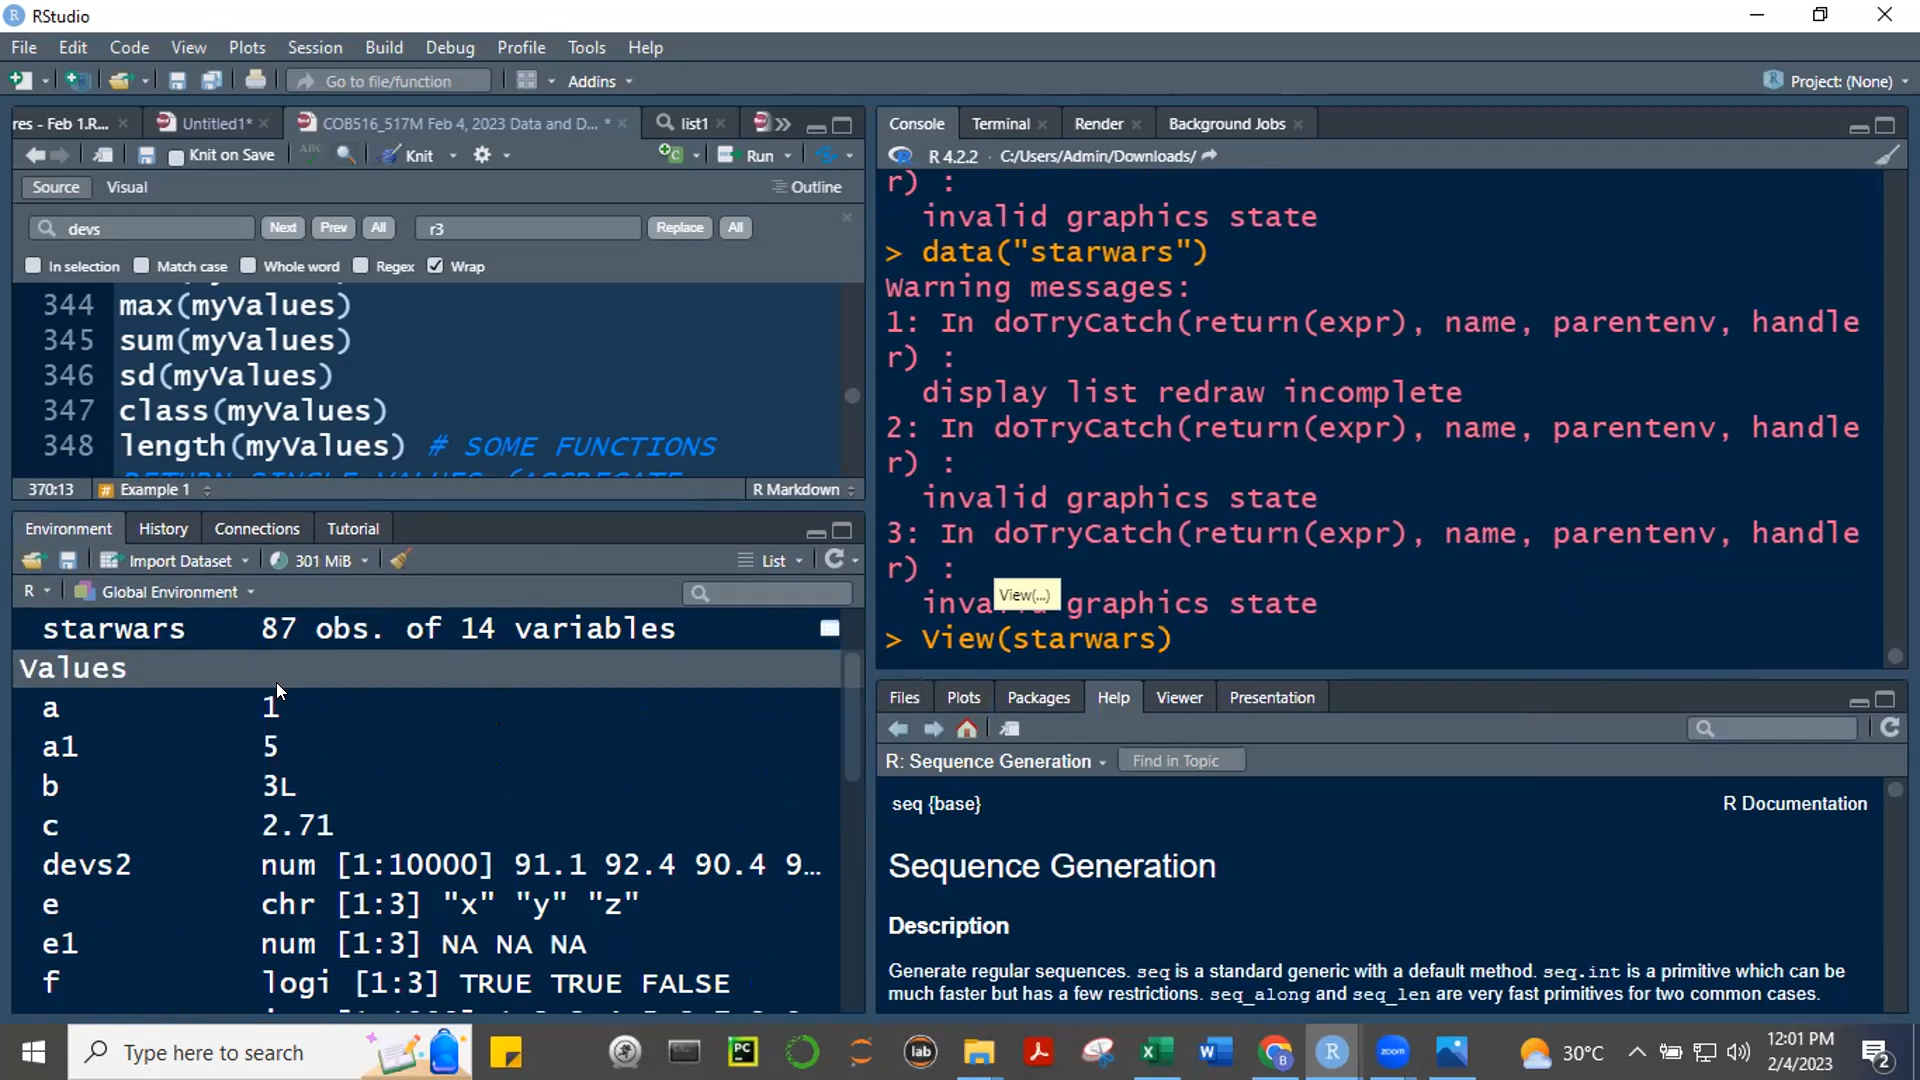 RStudio
File Edit Code View Plots Session Build Debug Profile Tools Help
Go to file/function Addins Project: (None)
res - Feb 1.R... Untitled1* COB516_517M Feb 4, 2023 Data and D... * list1
Knit on Save ABC Knit Run
Source Visual Outline
devs Next Prev All r3 Replace All
In selection Match case Whole word Regex Wrap
344 max(myValues)
345 sum(myValues)
346 sd(myValues)
347 class(myValues)
348 length(myValues) # SOME FUNCTIONS
RETURN SINGLE VALUES (AGGREGATE
370:13 Example 1 R Markdown
Environment History Connections Tutorial
Import Dataset 301 MiB List
R Global Environment
starwars 87 obs. of 14 variables
Values
a 1
a1 5
b 3L
c 2.71
devs2 num [1:10000] 91.1 92.4 90.4 9...
e chr [1:3] "x" "y" "z"
e1 num [1:3] NA NA NA
f logi [1:3] TRUE TRUE FALSE
Console Terminal Render Background Jobs
R 4.2.2 · C:/Users/Admin/Downloads/
r) :
invalid graphics state
> data("starwars")
Warning messages:
1: In doTryCatch(return(expr), name, parentenv, handle
r) :
display list redraw incomplete
2: In doTryCatch(return(expr), name, parentenv, handle
r) :
invalid graphics state
3: In doTryCatch(return(expr), name, parentenv, handle
r) :
View(...)
graphics state
> View(starwars)
Files Plots Packages Help Viewer Presentation
R: Sequence Generation Find in Topic
seq {base} R Documentation
Sequence Generation
Description
Generate regular sequences. seq is a standard generic with a default method. seq.int is a primitive which can be
much faster but has a few restrictions. seq_along and seq_len are very fast primitives for two common cases.
Type here to search PC lab 30°C 12:01 PM
2/4/2023
zoom
2